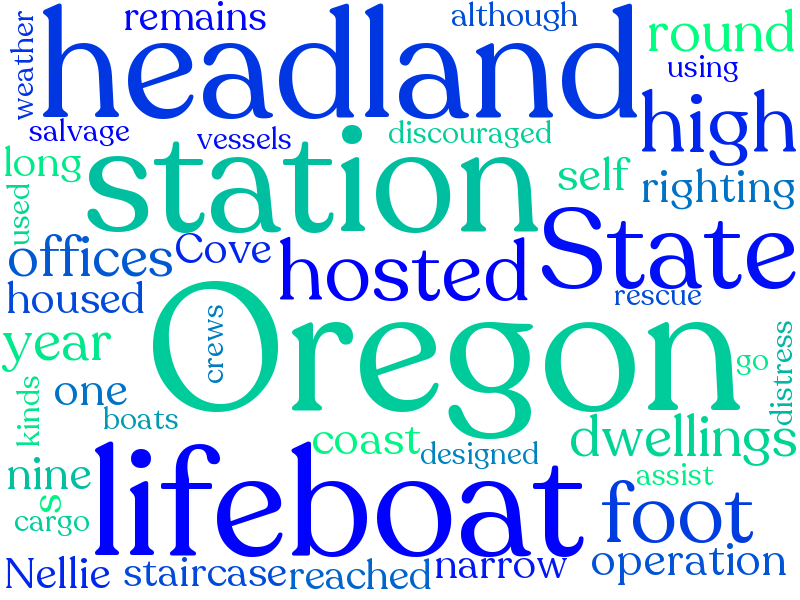 remains
although
weather
headland
round
using
salvage
vessels
discouraged
high
long
station
self
righting
used
offices
Cove
hosted
State
housed
rescue
crews
Oregon
year
go
distress
kinds
one
boats
coast
designed
dwellings
nine
lifeboat
assist
s
cargo
foot
Nellie
staircase
reached
narrow
operation